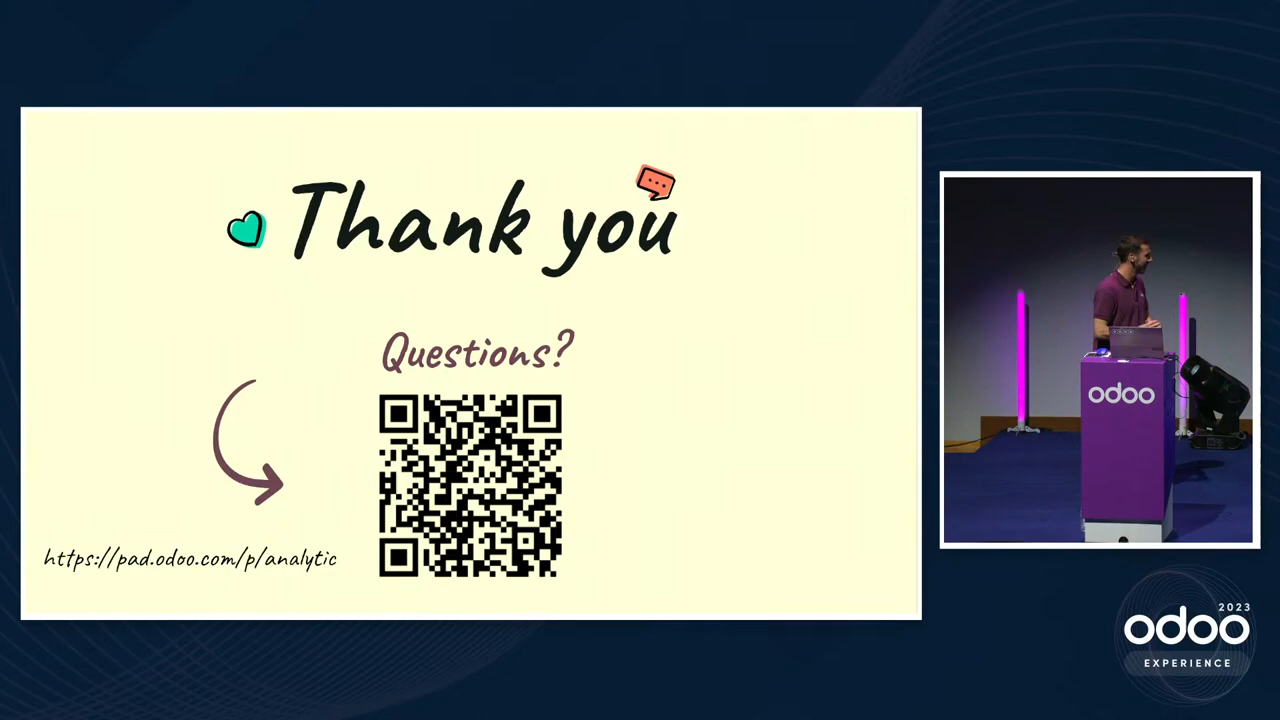 Thank you
Questions?
https://pad.odoo.com/p/analytic
odoo
2023
odoo
EXPERIENCE